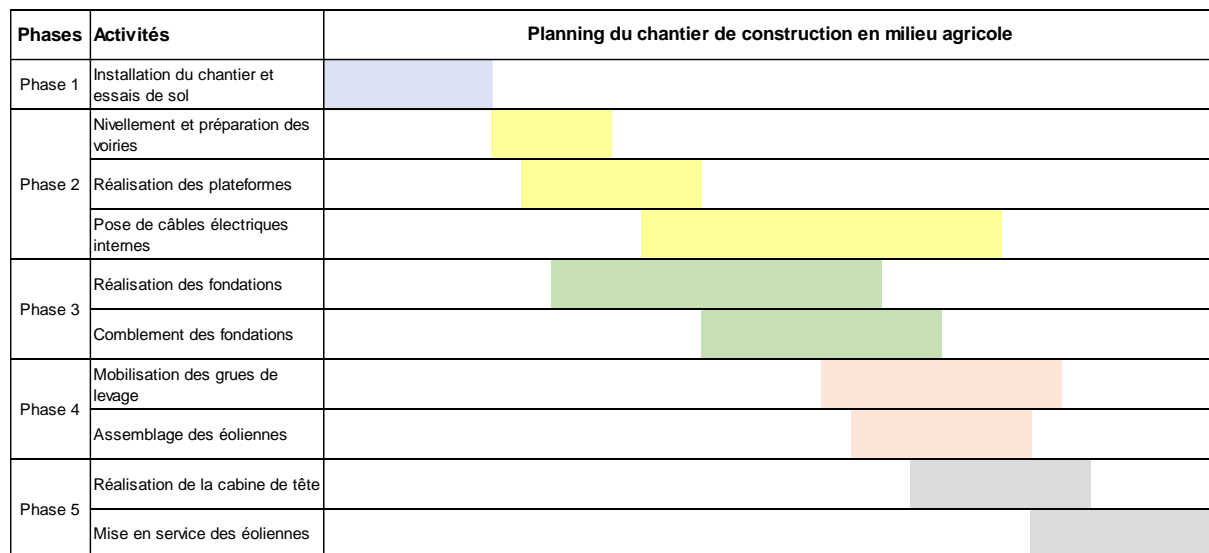 Phases Activités Planning du chantier de construction en milieu agricole
Phase 1
Installation du chantier et
essais de sol
Phase 2
Nivellement et préparation des
voiries
Réalisation des plateformes
Pose de câbles électriques
internes
Phase 3
Réalisation des fondations
Comblement des fondations
Phase 4
Mobilisation des grues de
levage
Assemblage des éoliennes
Phase 5
Réalisation de la cabine de tête
Mise en service des éoliennes